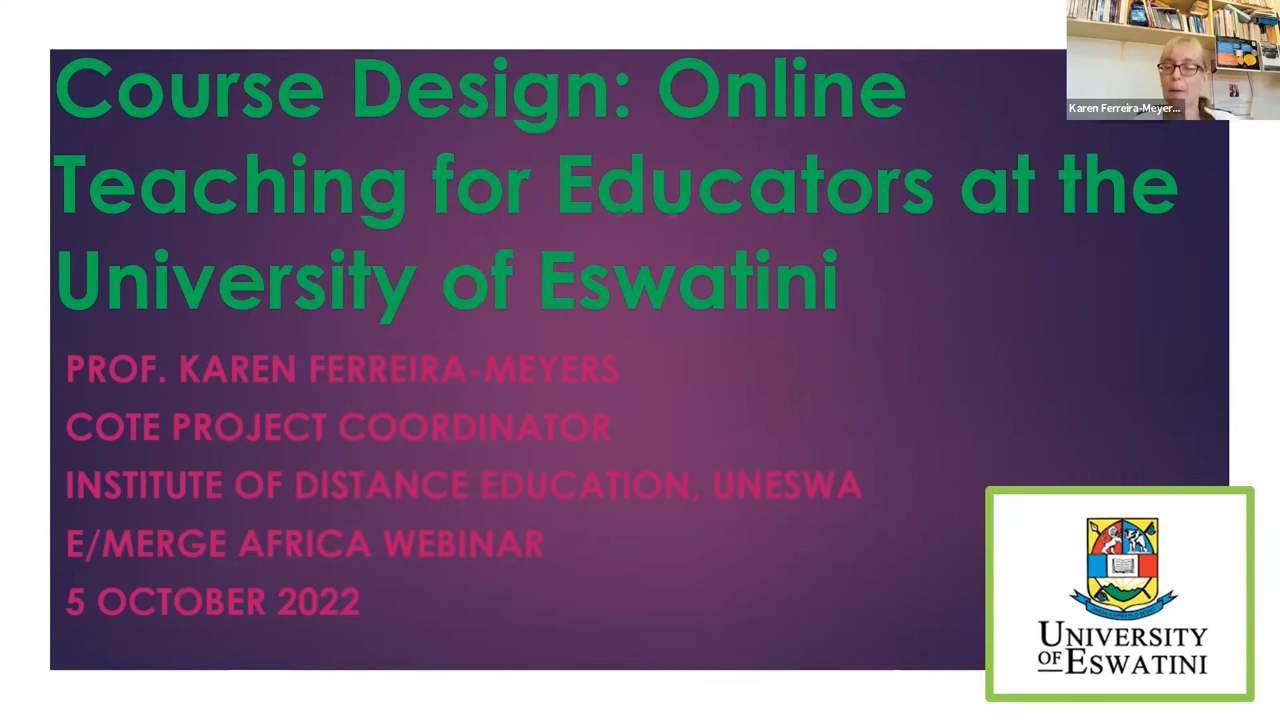 Course Design: Online
Teaching for Educators at the
University of Eswatini
PROF. KAREN FERREIRA-MEYERS
COTE PROJECT COORDINATOR
INSTITUTE OF DISTANCE EDUCATION, UNESWA
E/MERGE AFRICA WEBINAR
5 OCTOBER 2022
Karen Ferreira-Meyer...
UNIVERSITY
OF ESWATINI